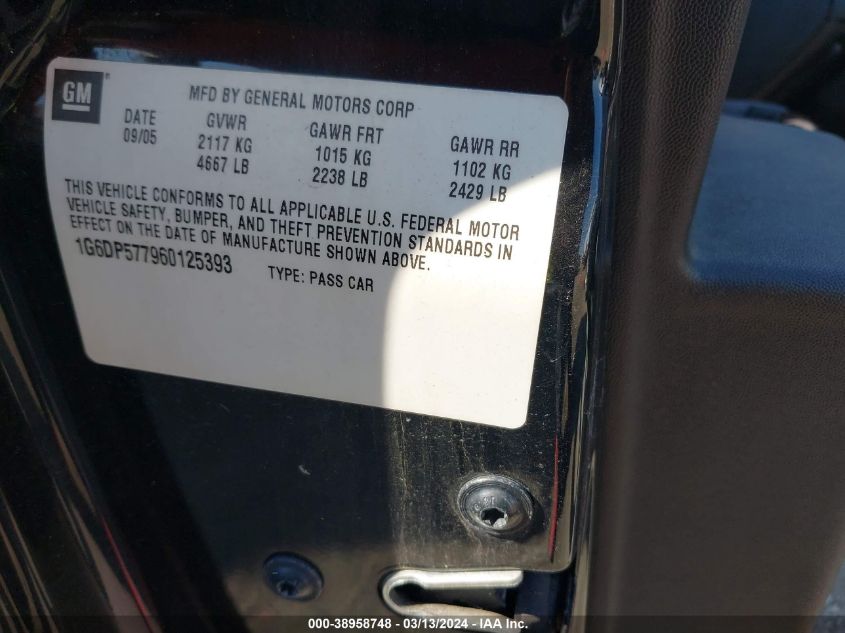 GM
MFD BY GENERAL MOTORS CORP
DATE GVWR GAWR FRT GAWR RR
09/05 2117 KG 1015 KG 1102 KG
4667 LB 2238 LB 2429 LB
THIS VEHICLE CONFORMS TO ALL APPLICABLE U.S. FEDERAL MOTOR
VEHICLE SAFETY, BUMPER, AND THEFT PREVENTION STANDARDS IN
EFFECT ON THE DATE OF MANUFACTURE SHOWN ABOVE.
1G6DP577960125393 TYPE: PASS CAR
000-38958748 - 03/13/2024 - IAA Inc.